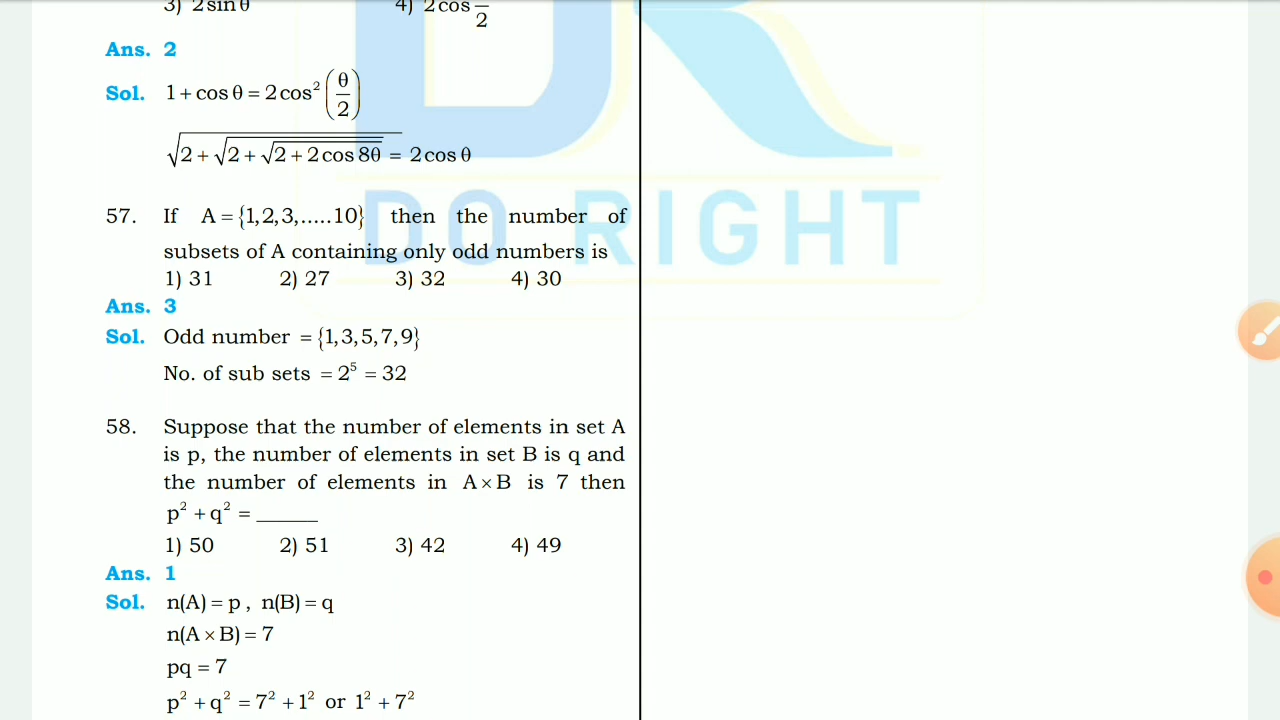 3) 2sinθ 4) 2cos θ/2
Ans. 2
Sol. 1 + cos θ = 2cos² (θ/2)
√(2 + √(2 + √(2 + 2cos 8θ))) = 2cos θ
57. If A = {1,2,3,.....10} then the number of
subsets of A containing only odd numbers is
1) 31 2) 27 3) 32 4) 30
Ans. 3
Sol. Odd number = {1,3,5,7,9}
No. of sub sets = 2⁵ = 32
58. Suppose that the number of elements in set A
is p, the number of elements in set B is q and
the number of elements in A × B is 7 then
p² + q² = _____
1) 50 2) 51 3) 42 4) 49
Ans. 1
Sol. n(A) = p , n(B) = q
n(A × B) = 7
pq = 7
p² + q² = 7² + 1² or 1² + 7²
DO RIGHT